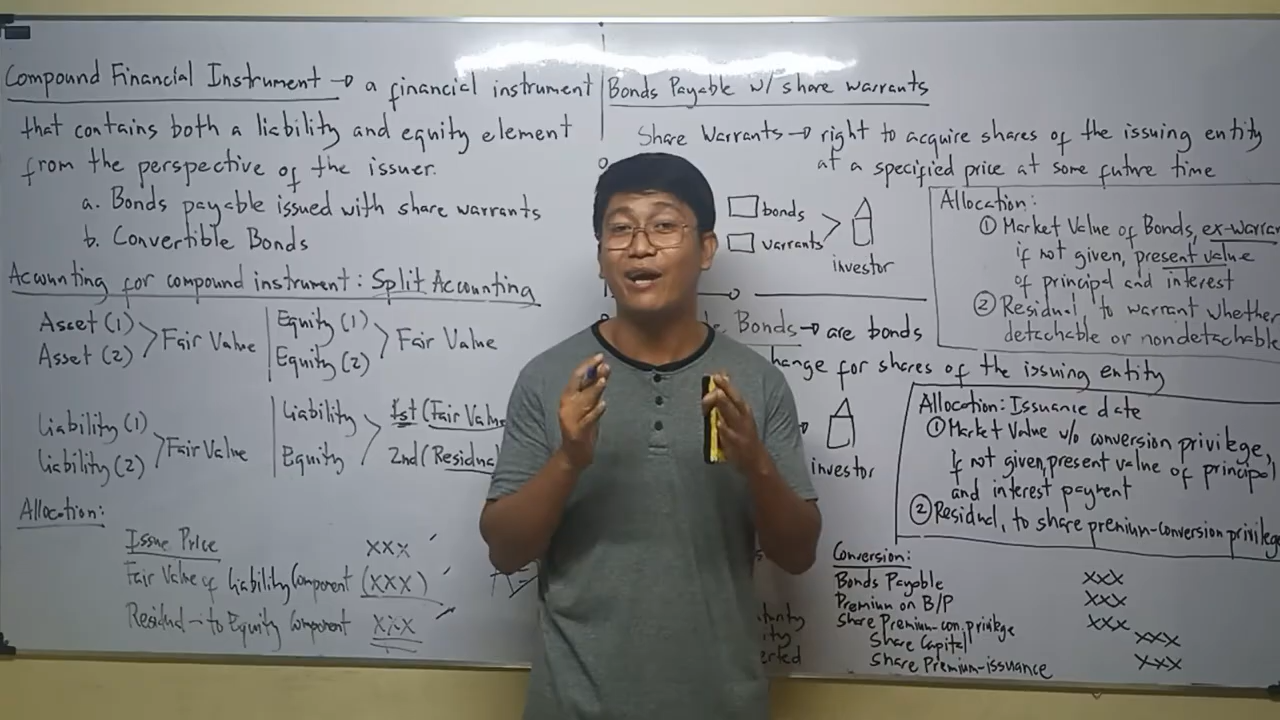 Compound Financial Instrument → a financial instrument
that contains both a liability and equity element
from the perspective of the issuer.
a. Bonds payable issued with share warrants
b. Convertible Bonds
Accounting for compound instrument: Split Accounting
Asset (1)
Asset (2)
Fair Value
Equity (1)
Equity (2)
Fair Value
Liability (1)
Liability (2)
Fair Value
Liability
Equity
1st (Fair Value
2nd (Residual
Allocation:
Issue Price XXX
Fair Value of Liability Component (XXX)
Residual → to Equity Component XXX
Bonds Payable w/ share warrants
Share Warrants → right to acquire shares of the issuing entity
at a specified price at some future time
bonds
warrants
investor
Allocation:
① Market Value of Bonds, ex-warran
if not given, present value
of principal and interest
② Residual, to warrant whether
detachable or nondetachable
Bonds → are bonds
hange for shares of the issuing entity
investor
Allocation: Issuance date
① Market Value w/o conversion privilege,
if not given, present value of principal
and interest payment
② Residual, to share premium-conversion privilege
Conversion:
Bonds Payable XXX
Premium on B/P XXX
Share Premium-con. privilege XXX
Share Capital XXX
Share Premium-issuance XXX